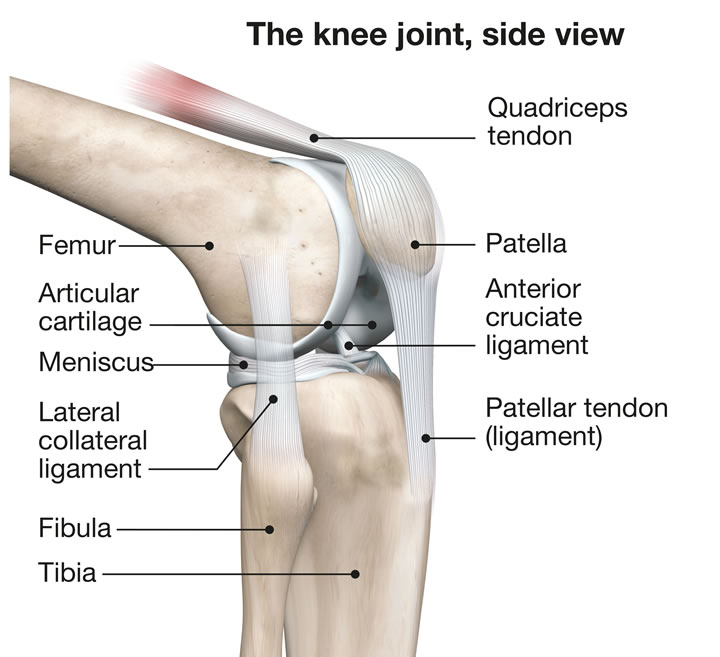 The knee joint, side view
Quadriceps
tendon
Femur
Patella
Articular
cartilage
Anterior
cruciate
ligament
Meniscus
Lateral
collateral
ligament
Patellar tendon
(ligament)
Fibula
Tibia